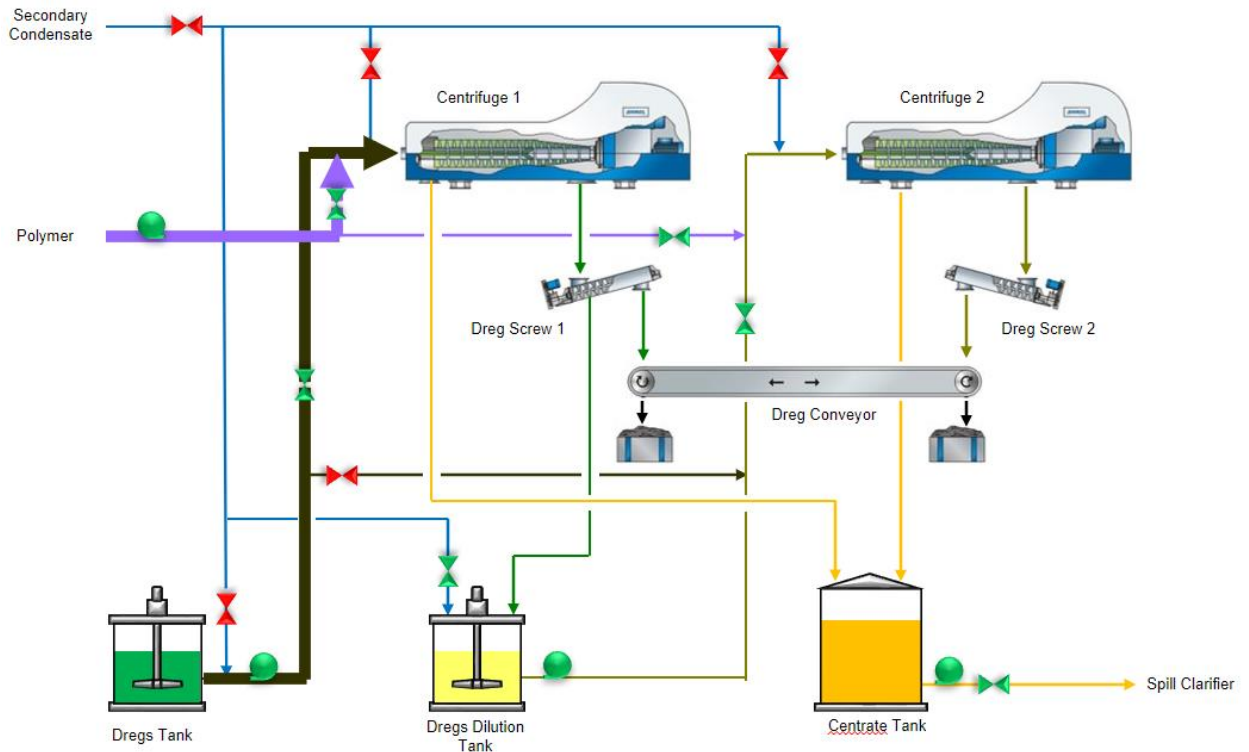 Secondary
Condensate
Centrifuge 1
Centrifuge 2
Polymer
Dreg Screw 1
Dreg Screw 2
Dreg Conveyor
Spill Clarifier
Dregs Tank
Dregs Dilution
Tank
Centrate Tank